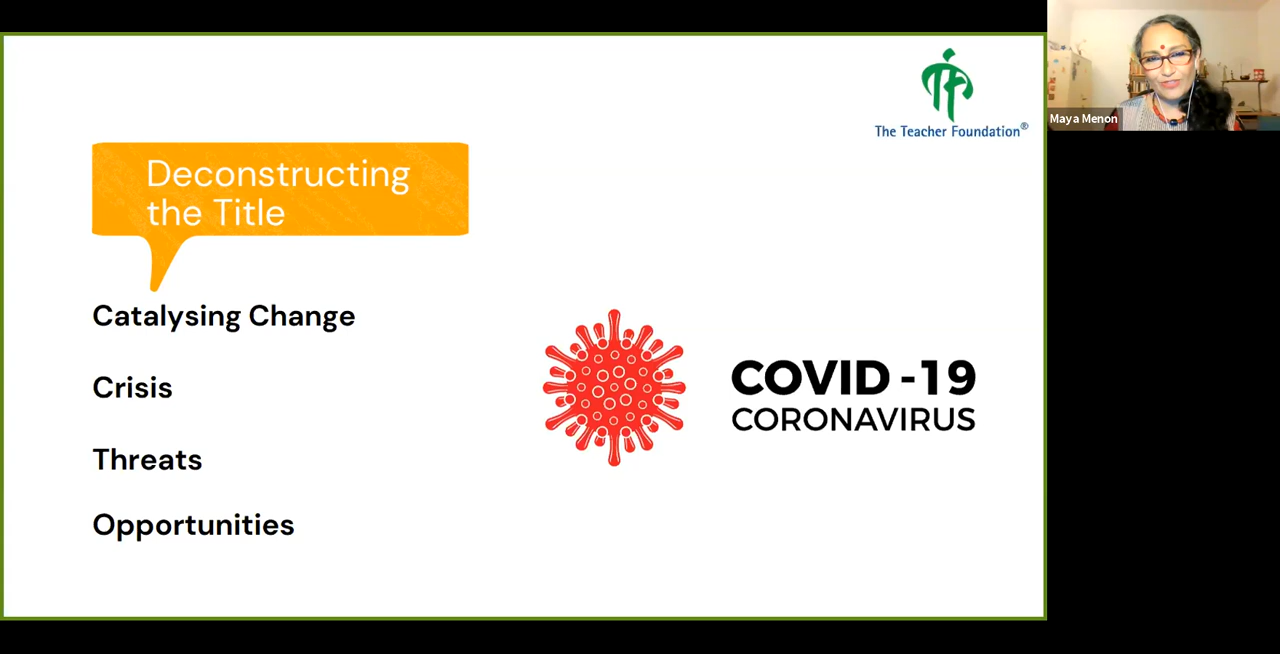 The Teacher Foundation®
Maya Menon
Deconstructing
the Title
Catalysing Change
Crisis
Threats
Opportunities
COVID -19
CORONAVIRUS